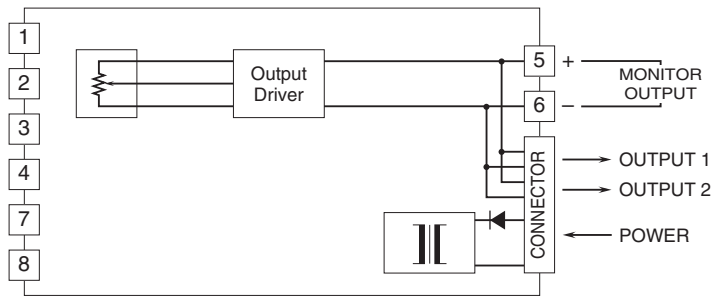 1
2
3
4
7
8
Output
Driver
5 +
6 –
MONITOR
OUTPUT
CONNECTOR
OUTPUT 1
OUTPUT 2
POWER